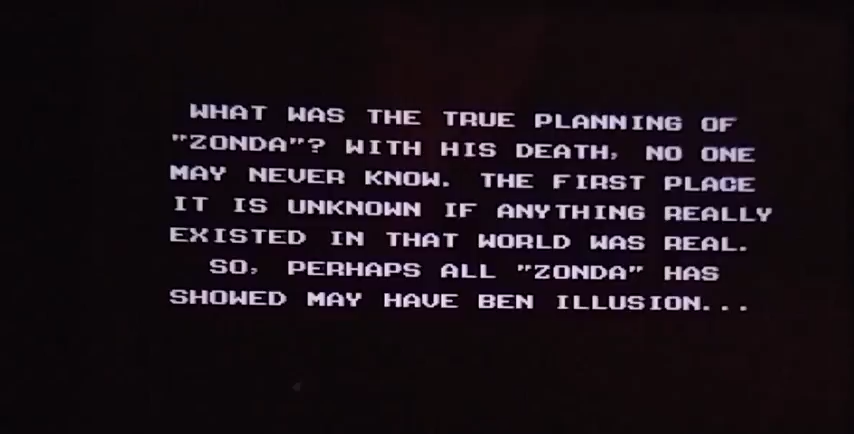 WHAT WAS THE TRUE PLANNING OF
"ZONDA"? WITH HIS DEATH, NO ONE
MAY NEVER KNOW. THE FIRST PLACE
IT IS UNKNOWN IF ANYTHING REALLY
EXISTED IN THAT WORLD WAS REAL.
SO, PERHAPS ALL "ZONDA" HAS
SHOWED MAY HAVE BEN ILLUSION...